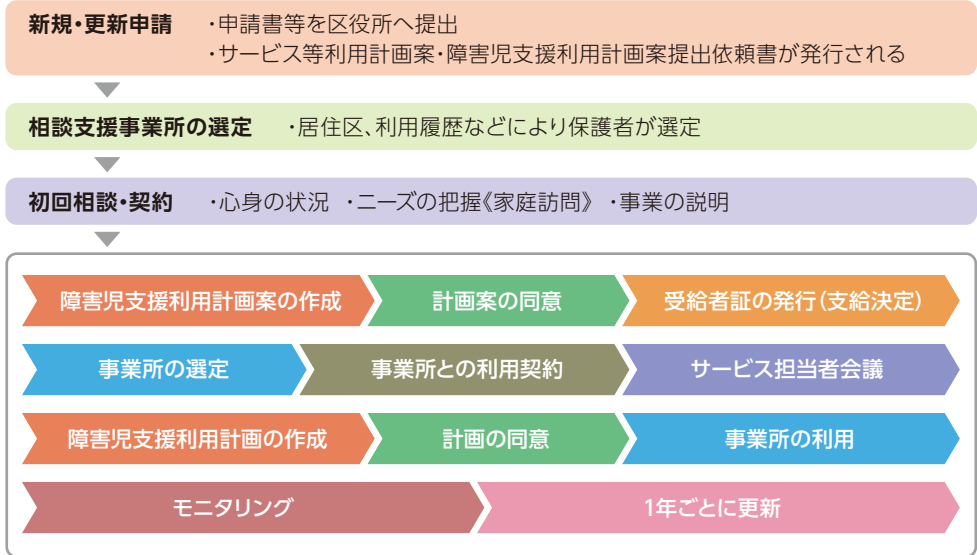 新規・更新申請 ・申請書等を区役所へ提出
・サービス等利用計画案・障害児支援利用計画案提出依頼書が発行される
相談支援事業所の選定 ・居住区、利用履歴などにより保護者が選定
初回相談・契約 ・心身の状況 ・ニーズの把握《家庭訪問》 ・事業の説明
障害児支援利用計画案の作成 計画案の同意 受給者証の発行(支給決定)
事業所の選定 事業所との利用契約 サービス担当者会議
障害児支援利用計画の作成 計画の同意 事業所の利用
モニタリング 1年ごとに更新